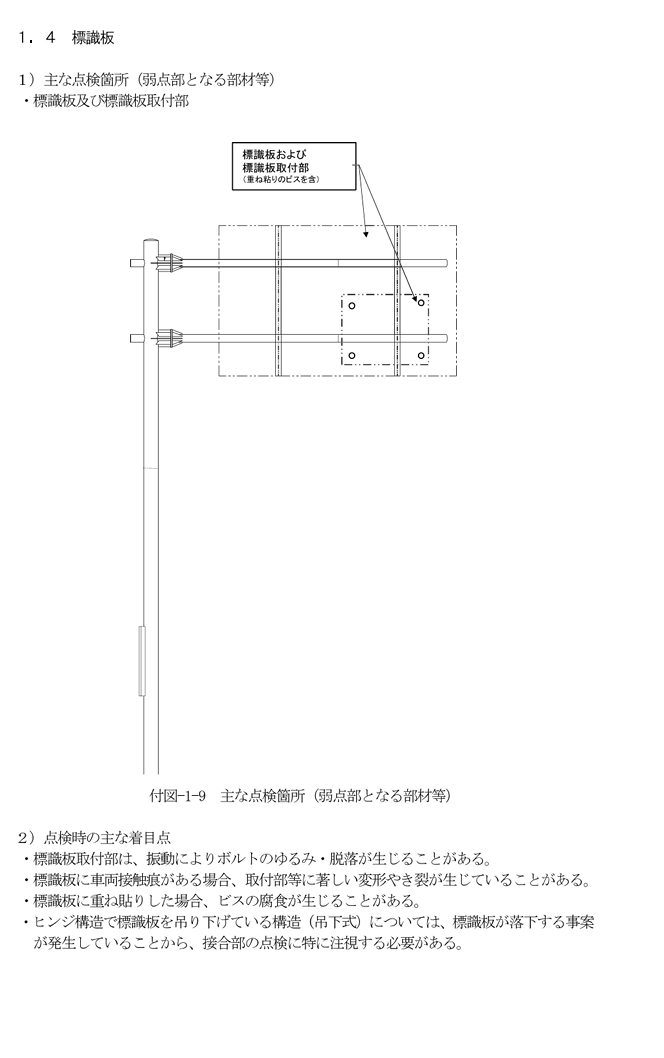 １．４　標識板
１）主な点検箇所（弱点部となる部材等）
・標識板及び標識板取付部
標識板および
標識板取付部
（重ね粘りのビスを含）
付図-1-9　主な点検箇所（弱点部となる部材等）
２）点検時の主な着目点
・標識板取付部は、振動によりボルトのゆるみ・脱落が生じることがある。
・標識板に車両接触痕がある場合、取付部等に著しい変形やき裂が生じていることがある。
・標識板に重ね貼りした場合、ビスの腐食が生じることがある。
・ヒンジ構造で標識板を吊り下げている構造（吊下式）については、標識板が落下する事案
が発生していることから、接合部の点検に特に注視する必要がある。